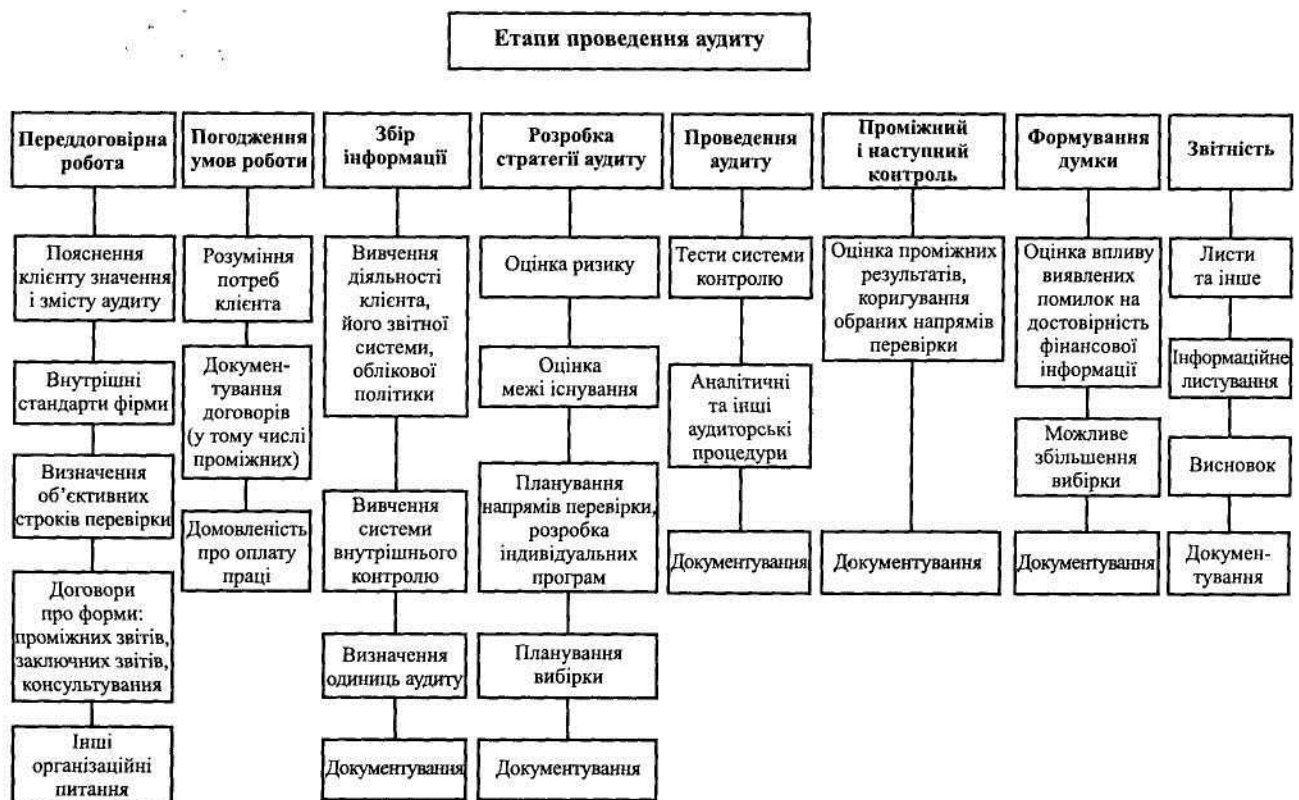 Етапи проведення аудиту
Переддоговірна
робота
Пояснення
клієнту значення
і змісту аудиту
Внутрішні
стандарти фірми
Визначення
об’єктивних
строків перевірки
Договори
про форми:
проміжних звітів,
заключних звітів,
консультування
Інші
організаційні
питання
Погодження
умов роботи
Розуміння
потреб
клієнта
Докумен-
тування
договорів
(у тому числі
проміжних)
Домовленість
про оплату
праці
Збір
інформації
Вивчення
діяльності
клієнта,
його звітної
системи,
облікової
політики
Вивчення
системи
внутрішнього
контролю
Визначення
одиниць аудиту
Документування
Розробка
стратегії аудиту
Оцінка ризику
Оцінка
межі існування
Планування
напрямів перевірки,
розробка
індивідуальних
програм
Планування
вибірки
Документування
Проведення
аудиту
Тести системи
контролю
Аналітичні
та інші
аудиторські
процедури
Документування
Проміжний
і наступний
контроль
Оцінка проміжних
результатів,
коригування
обраних напрямів
перевірки
Документування
Формування
думки
Оцінка впливу
виявлених
помилок на
достовірність
фінансової
інформації
Можливе
збільшення
вибірки
Документування
Звітність
Листи
та інше
Інформаційне
листування
Висновок
Докумен-
тування